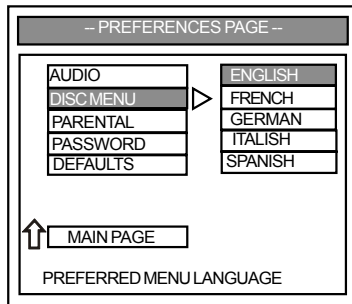 -- PREFERENCES PAGE --
AUDIO
DISC MENU
PARENTAL
PASSWORD
DEFAULTS
ENGLISH
FRENCH
GERMAN
ITALISH
SPANISH
MAIN PAGE
PREFERRED MENU LANGUAGE